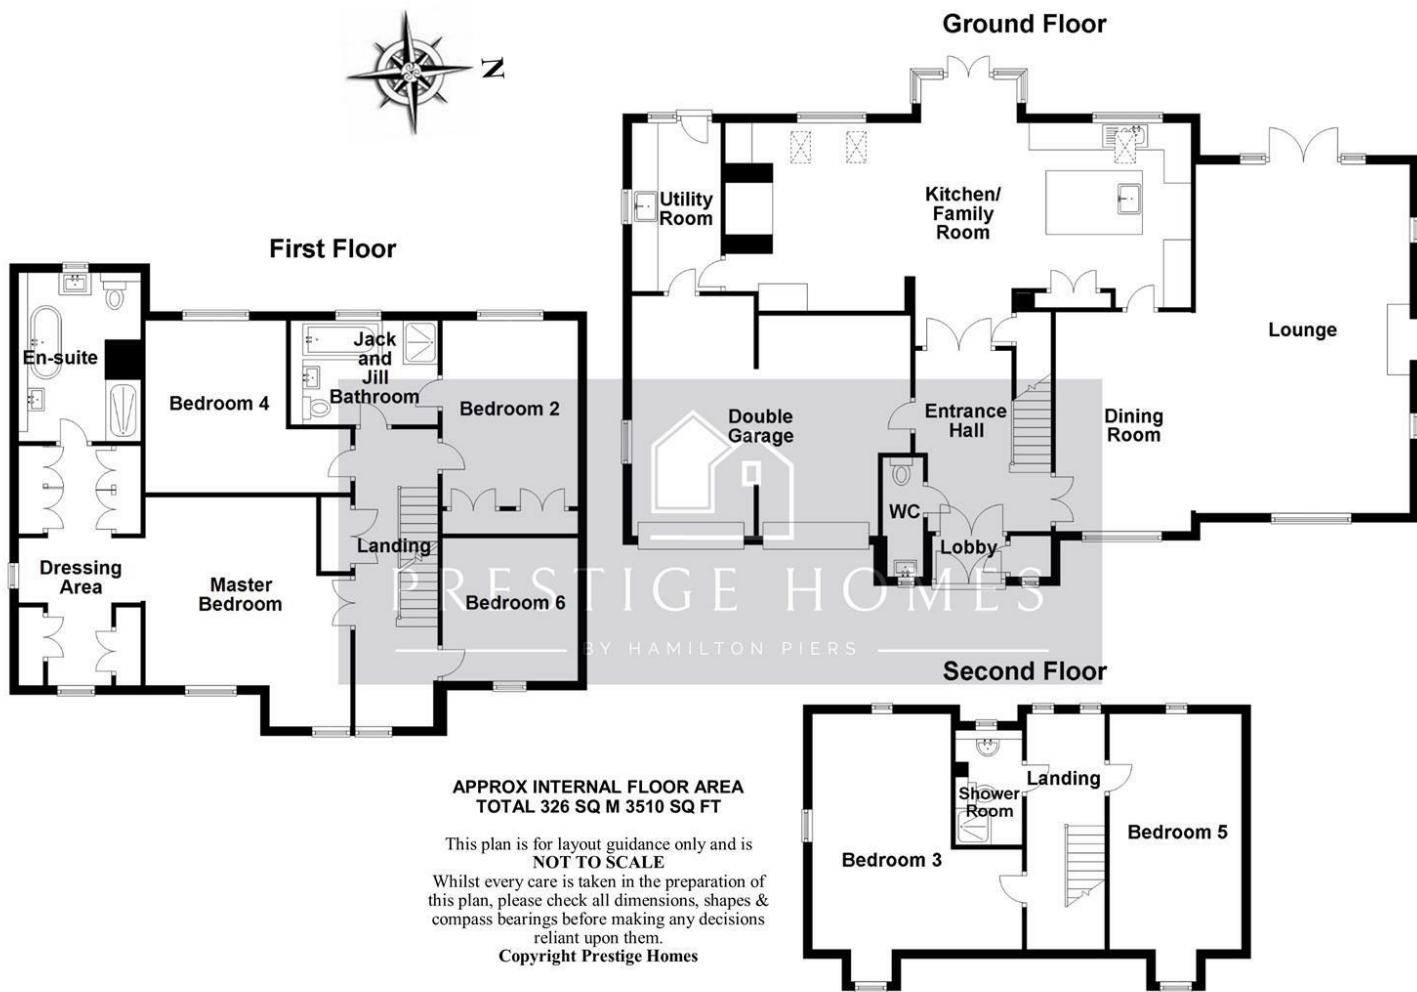 N
Ground Floor
Utility
Room
Kitchen/
Family
Room
Lounge
Double
Garage
Entrance
Hall
Dining
Room
WC
Lobby
First Floor
En-suite
Jack
and
Jill
Bathroom
Bedroom 4
Bedroom 2
Dressing
Area
Master
Bedroom
Landing
Bedroom 6
PRESTIGE HOMES
BY HAMILTON PIERS
Second Floor
Landing
Shower
Room
Bedroom 3
Bedroom 5
APPROX INTERNAL FLOOR AREA
TOTAL 326 SQ M 3510 SQ FT
This plan is for layout guidance only and is
NOT TO SCALE
Whilst every care is taken in the preparation of
this plan, please check all dimensions, shapes &
compass bearings before making any decisions
reliant upon them.
Copyright Prestige Homes